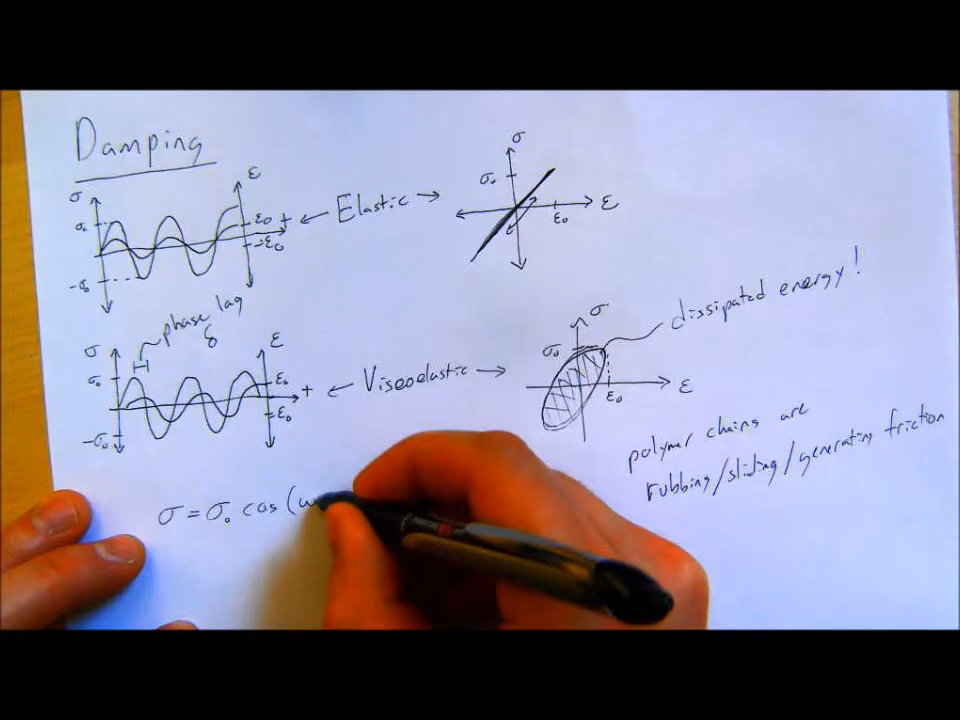 Damping
σ
ε
σ₀
ε₀
t
-ε₀
-σ₀
← Elastic →
σ
σ₀
ε
ε₀
phase lag
δ
σ
ε
σ₀
ε₀
t
-ε₀
-σ₀
← Viscoelastic →
σ
σ₀
ε
ε₀
dissipated energy!
polymer chains are
rubbing/sliding/generating friction
σ = σ₀ cos (ω